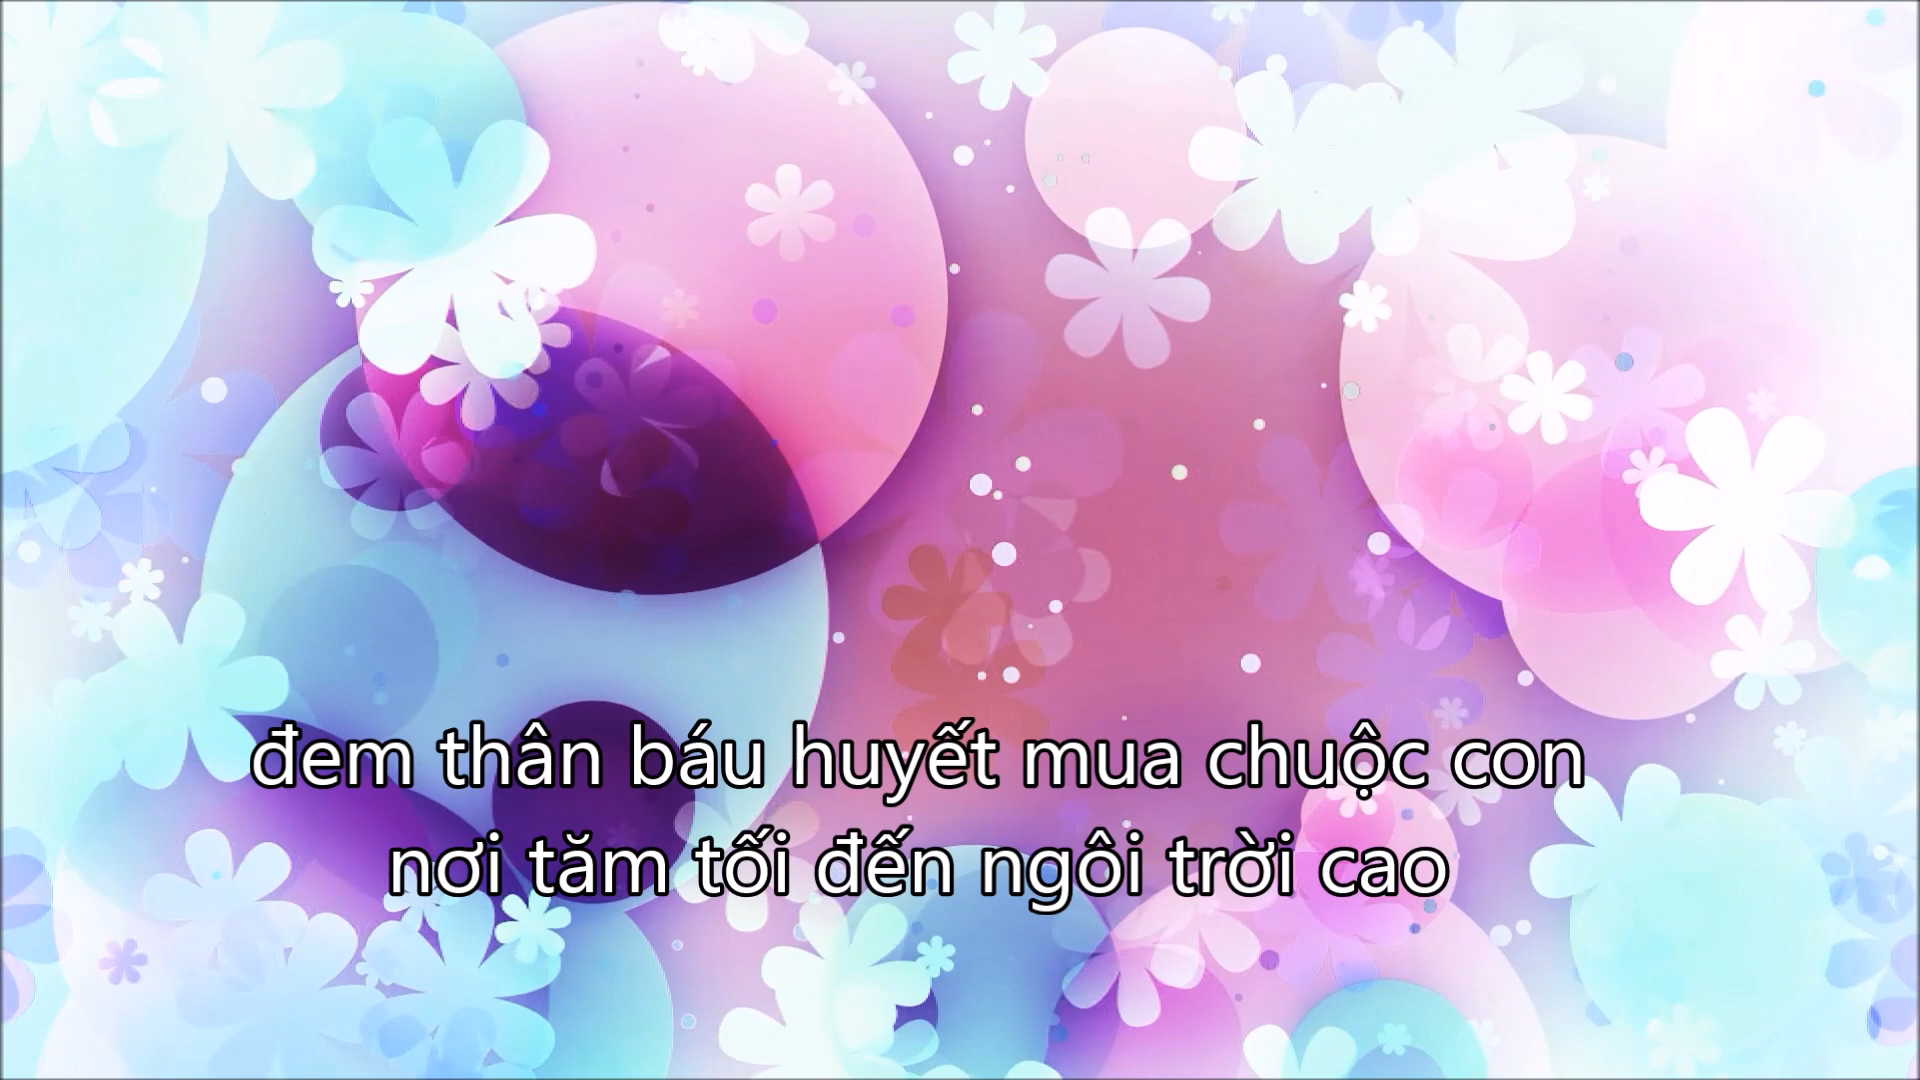 đem thân báu huyết mua chuộc con
nơi tăm tối đến ngôi trời cao